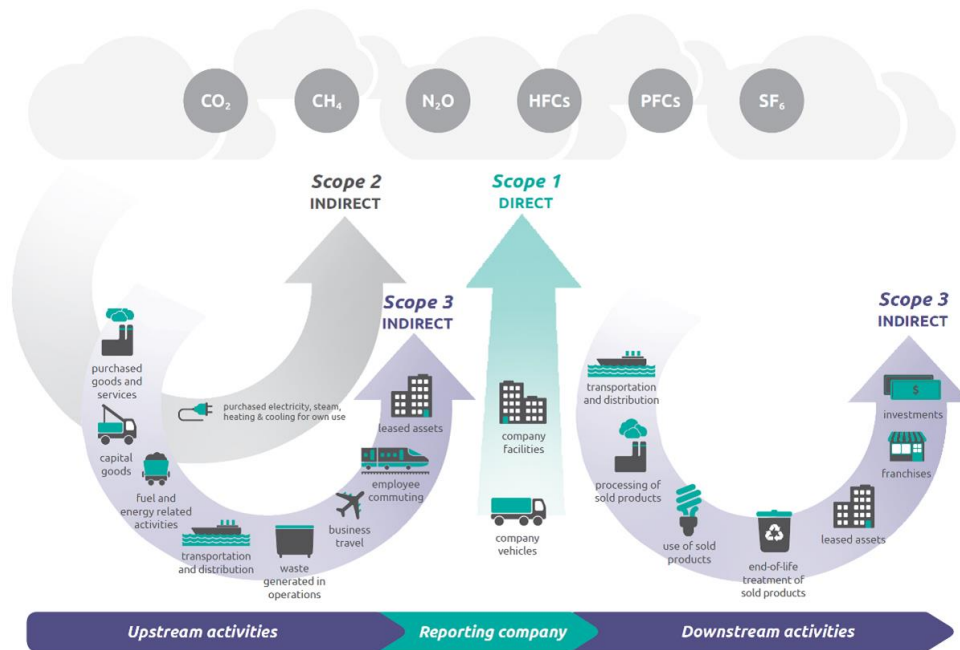 CO₂
CH₄
N₂O
HFCs
PFCs
SF₆
Scope 2
INDIRECT
Scope 1
DIRECT
Scope 3
INDIRECT
Scope 3
INDIRECT
purchased
goods and
services
capital
goods
fuel and
energy related
activities
purchased electricity, steam,
heating & cooling for own use
transportation
and distribution
waste
generated in
operations
business
travel
employee
commuting
leased assets
company
facilities
company
vehicles
transportation
and distribution
processing of
sold products
use of sold
products
end-of-life
treatment of
sold products
leased assets
franchises
$
investments
Upstream activities
Reporting company
Downstream activities